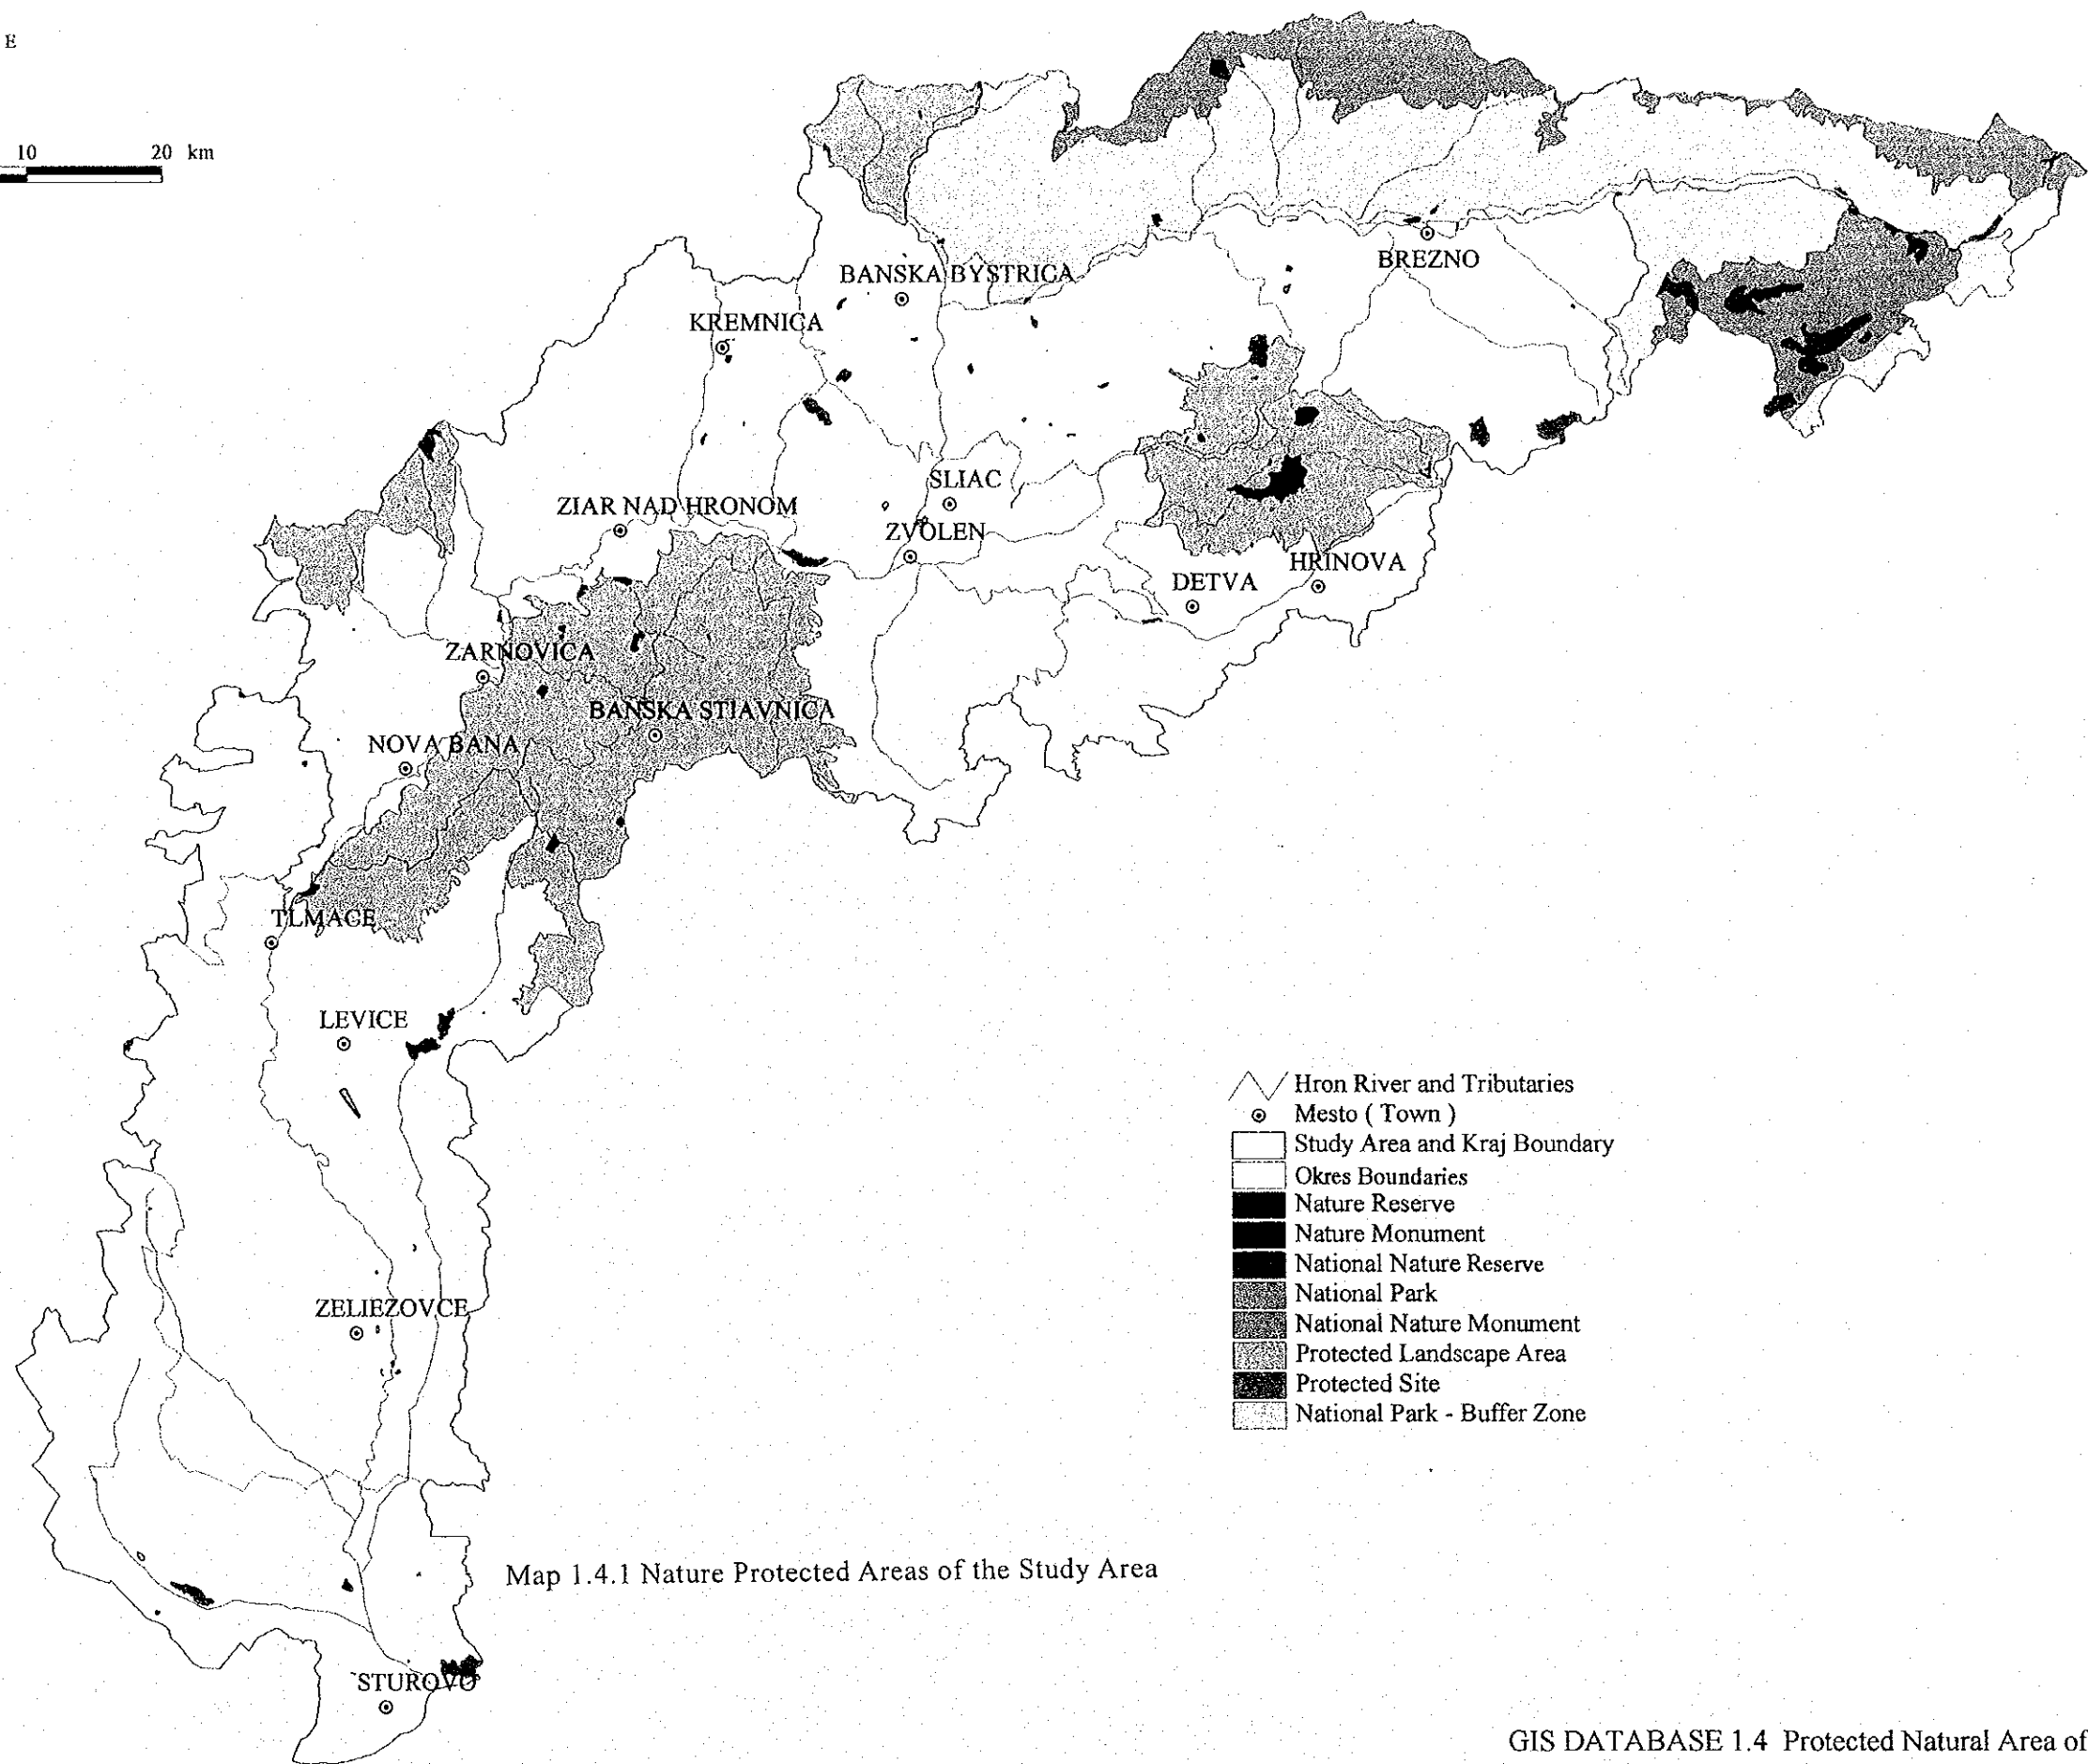 E
10 20 km
BANSKA BYSTRICA
BREZNO
KREMNICA
SLIAC
ZIAR NAD HRONOM
ZVOLEN
HRINOVA
DETVA
ZARNOVICA
BANSKA STIAVNICA
NOVA BANA
TLMACE
LEVICE
ZELIEZOVCE
STUROVO
Hron River and Tributaries
Mesto ( Town )
Study Area and Kraj Boundary
Okres Boundaries
Nature Reserve
Nature Monument
National Nature Reserve
National Park
National Nature Monument
Protected Landscape Area
Protected Site
National Park - Buffer Zone
Map 1.4.1 Nature Protected Areas of the Study Area
GIS DATABASE 1.4 Protected Natural Area of